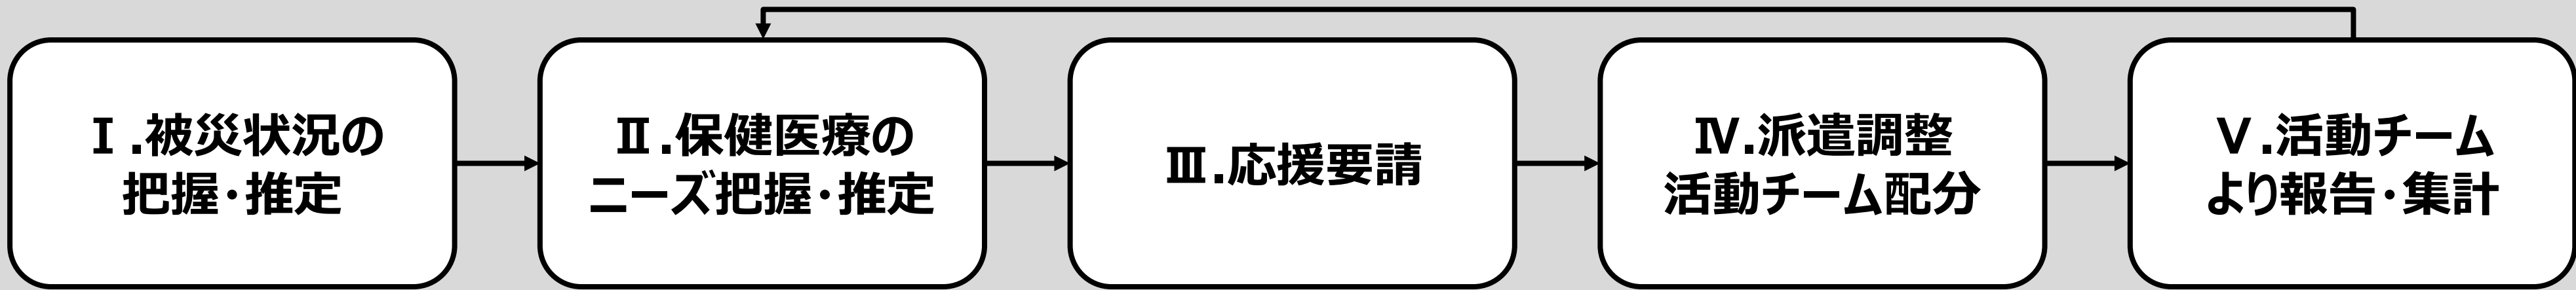 Ⅰ.被災状況の
把握･推定
Ⅱ.保健医療の
ニーズ把握･推定
Ⅲ.応援要請
Ⅳ.派遣調整
活動チーム配分
Ⅴ.活動チーム
より報告･集計